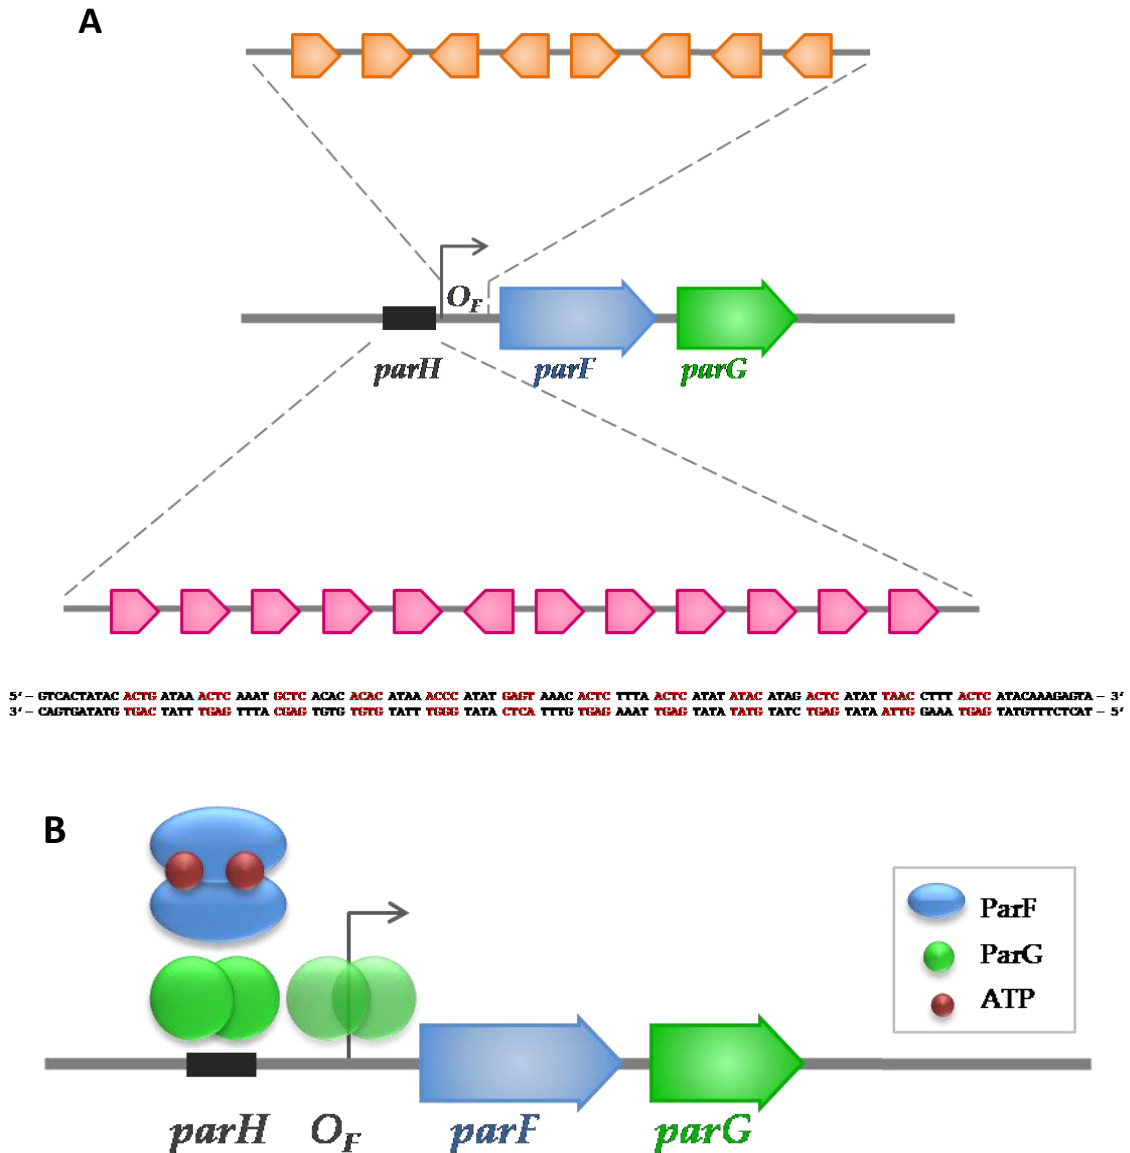 A
O_F
parH parF parG
5' – GTCACTATAC ACTG ATAA ACTC AAAT GCTC ACAC ACAC ATAA ACCC ATAT GAGT AAAC ACTC TTTA ACTC ATAT ATAC ATAG ACTC ATAT TAAC CTTT ACTC ATACAAAGAGTA – 3'
3' – CAGTGATATG TGAC TATT TGAG TTTA CGAG TGTG TGTG TATT TGGG TATA CTCA TTTG TGAG AAAT TGAG TATA TATG TATC TGAG TATA ATTG GAAA TGAG TATGTTTCTCAT – 5'
B
ParF
ParG
ATP
parH O_F parF parG